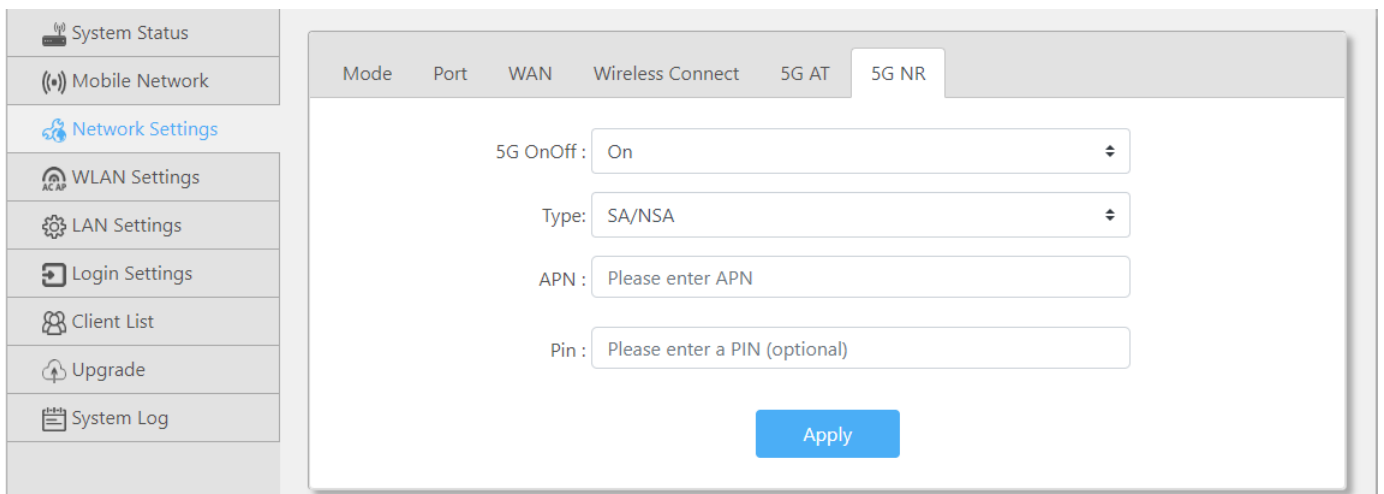 System Status
Mobile Network
Network Settings
AC AP
WLAN Settings
LAN Settings
Login Settings
Client List
Upgrade
System Log
Mode Port WAN Wireless Connect 5G AT 5G NR
5G OnOff : On
Type: SA/NSA
APN : Please enter APN
Pin : Please enter a PIN (optional)
Apply